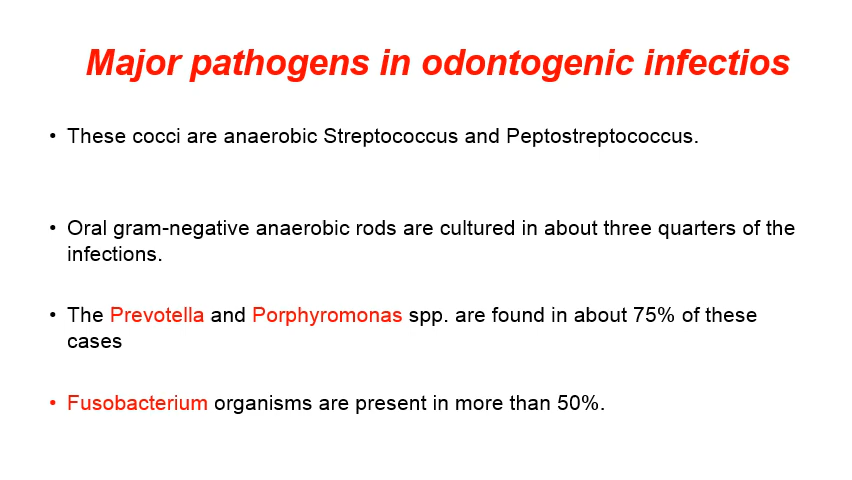 Major pathogens in odontogenic infectios
• These cocci are anaerobic Streptococcus and Peptostreptococcus.
• Oral gram-negative anaerobic rods are cultured in about three quarters of the
infections.
• The Prevotella and Porphyromonas spp. are found in about 75% of these
cases
• Fusobacterium organisms are present in more than 50%.